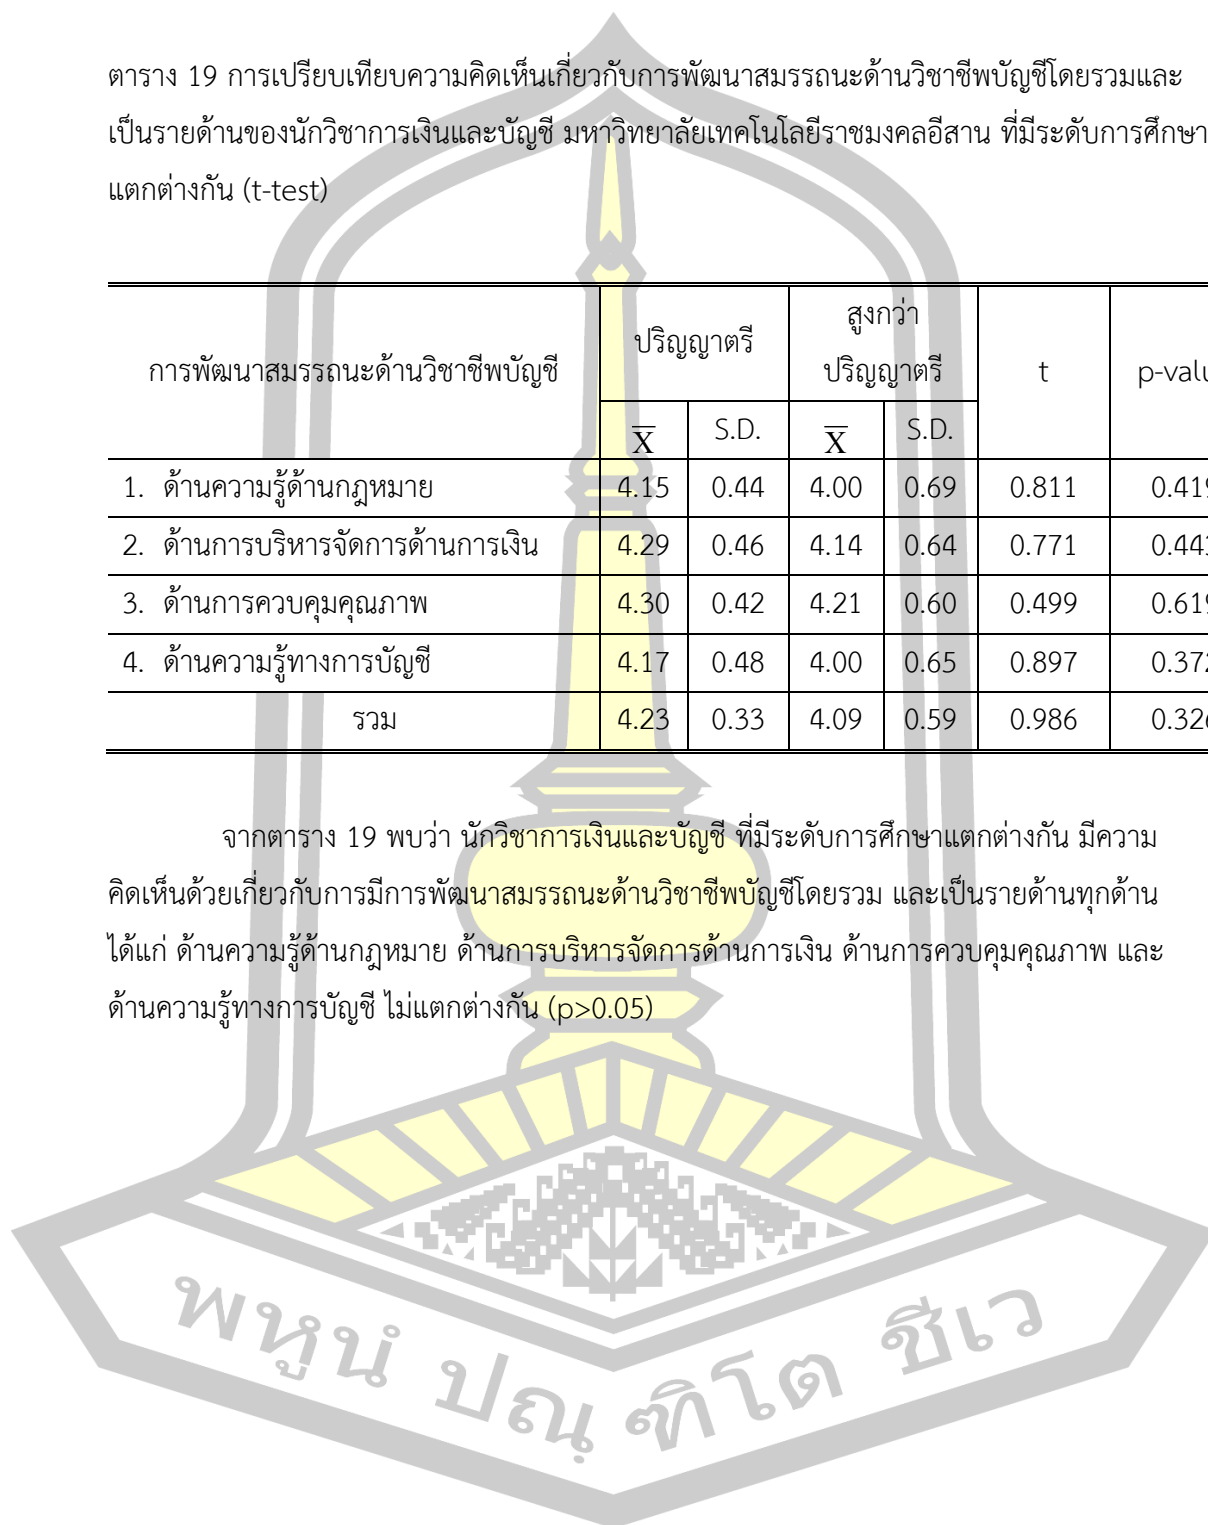 ตาราง 19 การเปรียบเทียบความคิดเห็นเกี่ยวกับการพัฒนาสมรรถนะด้านวิชาชีพบัญชีโดยรวมและ
เป็นรายด้านของนักวิชาการเงินและบัญชี มหาวิทยาลัยเทคโนโลยีราชมงคลอีสาน ที่มีระดับการศึกษา
แตกต่างกัน (t-test)
การพัฒนาสมรรถนะด้านวิชาชีพบัญชี ปริญญาตรี สูงกว่า
ปริญญาตรี t p-valu
X̅ S.D. X̅ S.D.
1. ด้านความรู้ด้านกฎหมาย 4.15 0.44 4.00 0.69 0.811 0.419
2. ด้านการบริหารจัดการด้านการเงิน 4.29 0.46 4.14 0.64 0.771 0.443
3. ด้านการควบคุมคุณภาพ 4.30 0.42 4.21 0.60 0.499 0.619
4. ด้านความรู้ทางการบัญชี 4.17 0.48 4.00 0.65 0.897 0.372
รวม 4.23 0.33 4.09 0.59 0.986 0.326
จากตาราง 19 พบว่า นักวิชาการเงินและบัญชี ที่มีระดับการศึกษาแตกต่างกัน มีความ
คิดเห็นด้วยเกี่ยวกับการมีการพัฒนาสมรรถนะด้านวิชาชีพบัญชีโดยรวม และเป็นรายด้านทุกด้าน
ได้แก่ ด้านความรู้ด้านกฎหมาย ด้านการบริหารจัดการด้านการเงิน ด้านการควบคุมคุณภาพ และ
ด้านความรู้ทางการบัญชี ไม่แตกต่างกัน (p>0.05)
พหูนํ ปณฺฑิโต ชีเว